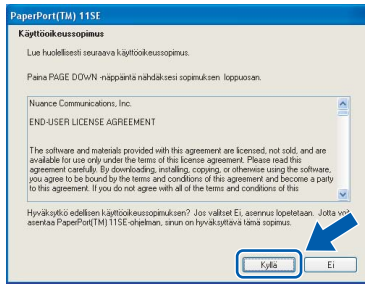 PaperPort(TM) 11SE
Käyttöoikeussopimus
Lue huolellisesti seuraava käyttöoikeussopimus.
Paina PAGE DOWN -näppäintä nähdäksesi sopimuksen loppuosan.
Nuance Communications, Inc.
END-USER LICENSE AGREEMENT
The software and materials provided with this agreement are licensed, not sold, and are
available for use only under the terms of this license agreement. Please read this
agreement carefully. By downloading, installing, copying, or otherwise using the software,
you agree to be bound by the terms and conditions of this agreement and become a party
to this agreement. If you do not agree with all of the terms and conditions of this
Hyväksytkö edellisen käyttöoikeussopimuksen? Jos valitset Ei, asennus lopetetaan. Jotta
asentaa PaperPort(TM) 11SE-ohjelman, sinun on hyväksyttävä tämä sopimus.
Kyllä
Ei